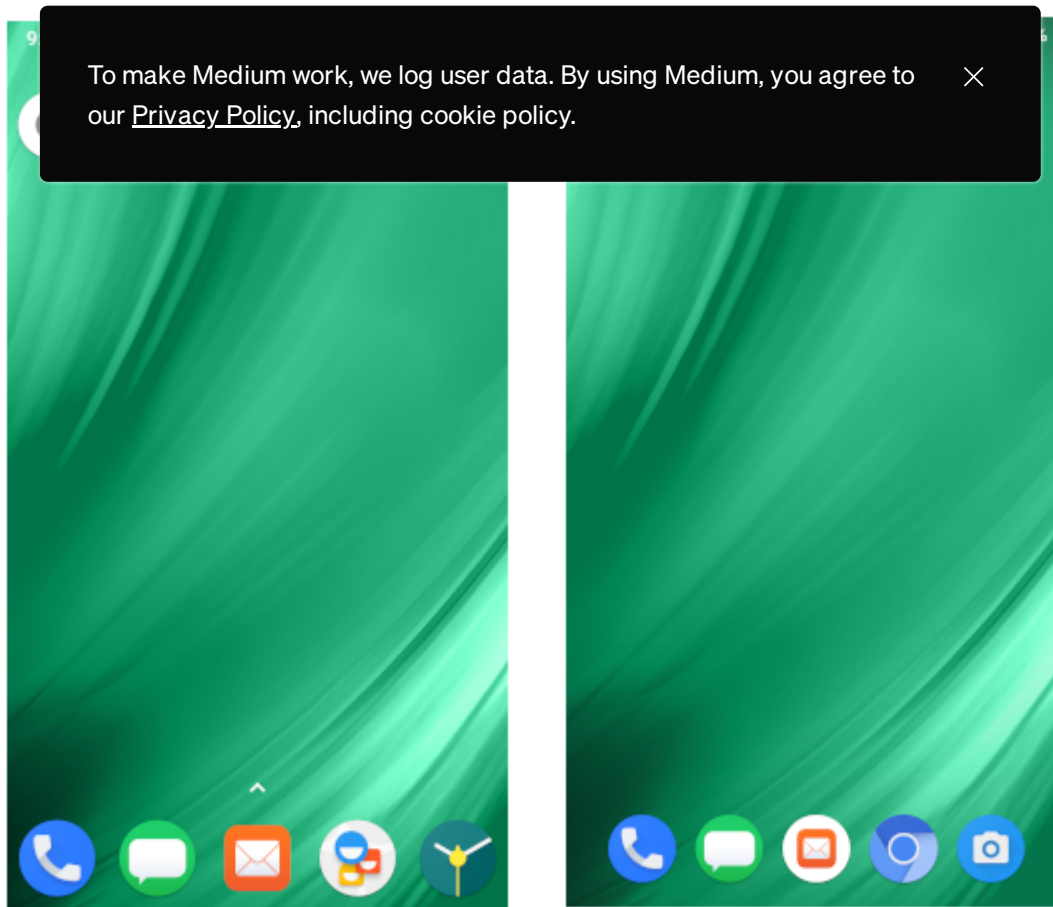 To make Medium work, we log user data. By using Medium, you agree to
our Privacy Policy, including cookie policy.